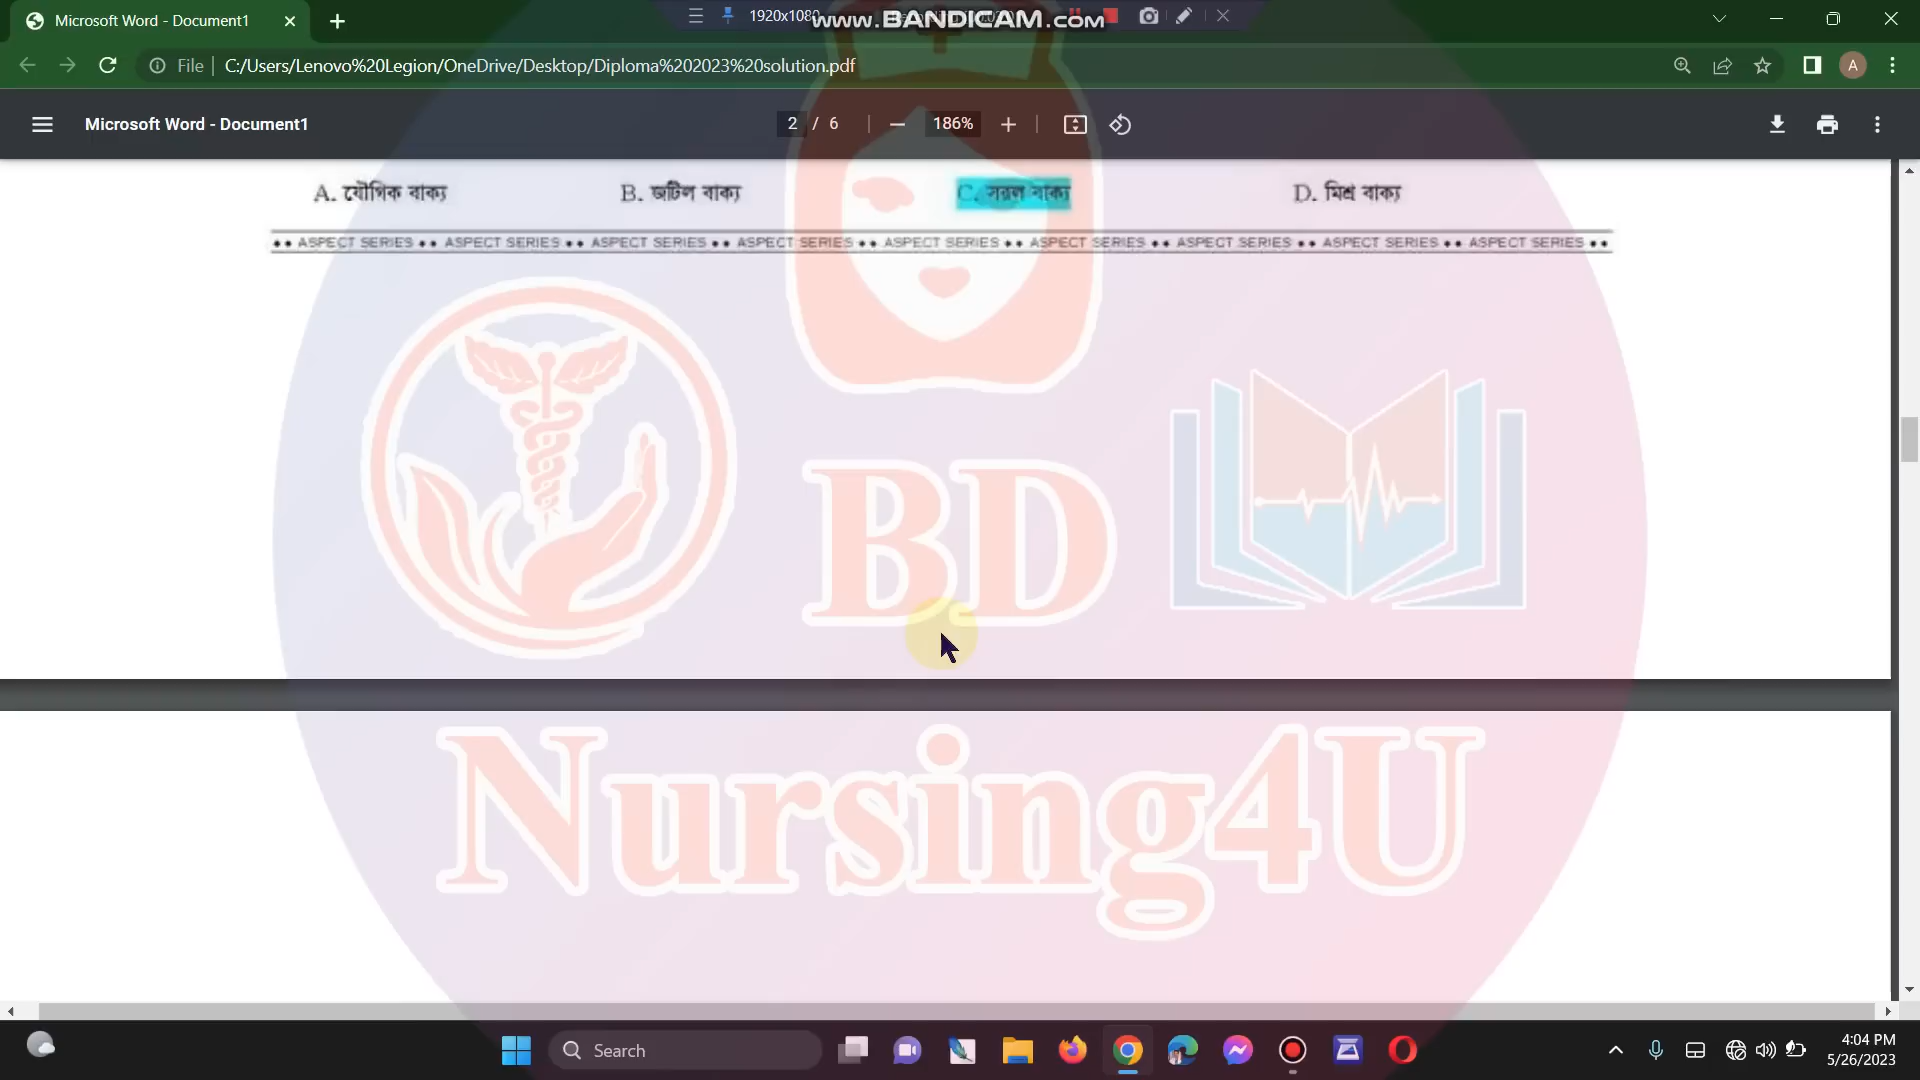 Microsoft Word - Document1
1920x1080
www.BANDICAM.com
File
C:/Users/Lenovo%20Legion/OneDrive/Desktop/Diploma%202023%20solution.pdf
A
Microsoft Word - Document1
2 / 6
186%
A. যৌগিক বাক্য B. জটিল বাক্য C. সরল বাক্য D. মিশ্র বাক্য
•• ASPECT SERIES •• ASPECT SERIES •• ASPECT SERIES •• ASPECT SERIES •• ASPECT SERIES •• ASPECT SERIES •• ASPECT SERIES •• ASPECT SERIES •• ASPECT SERIES ••
BD
Nursing4U
Search
4:04 PM
5/26/2023